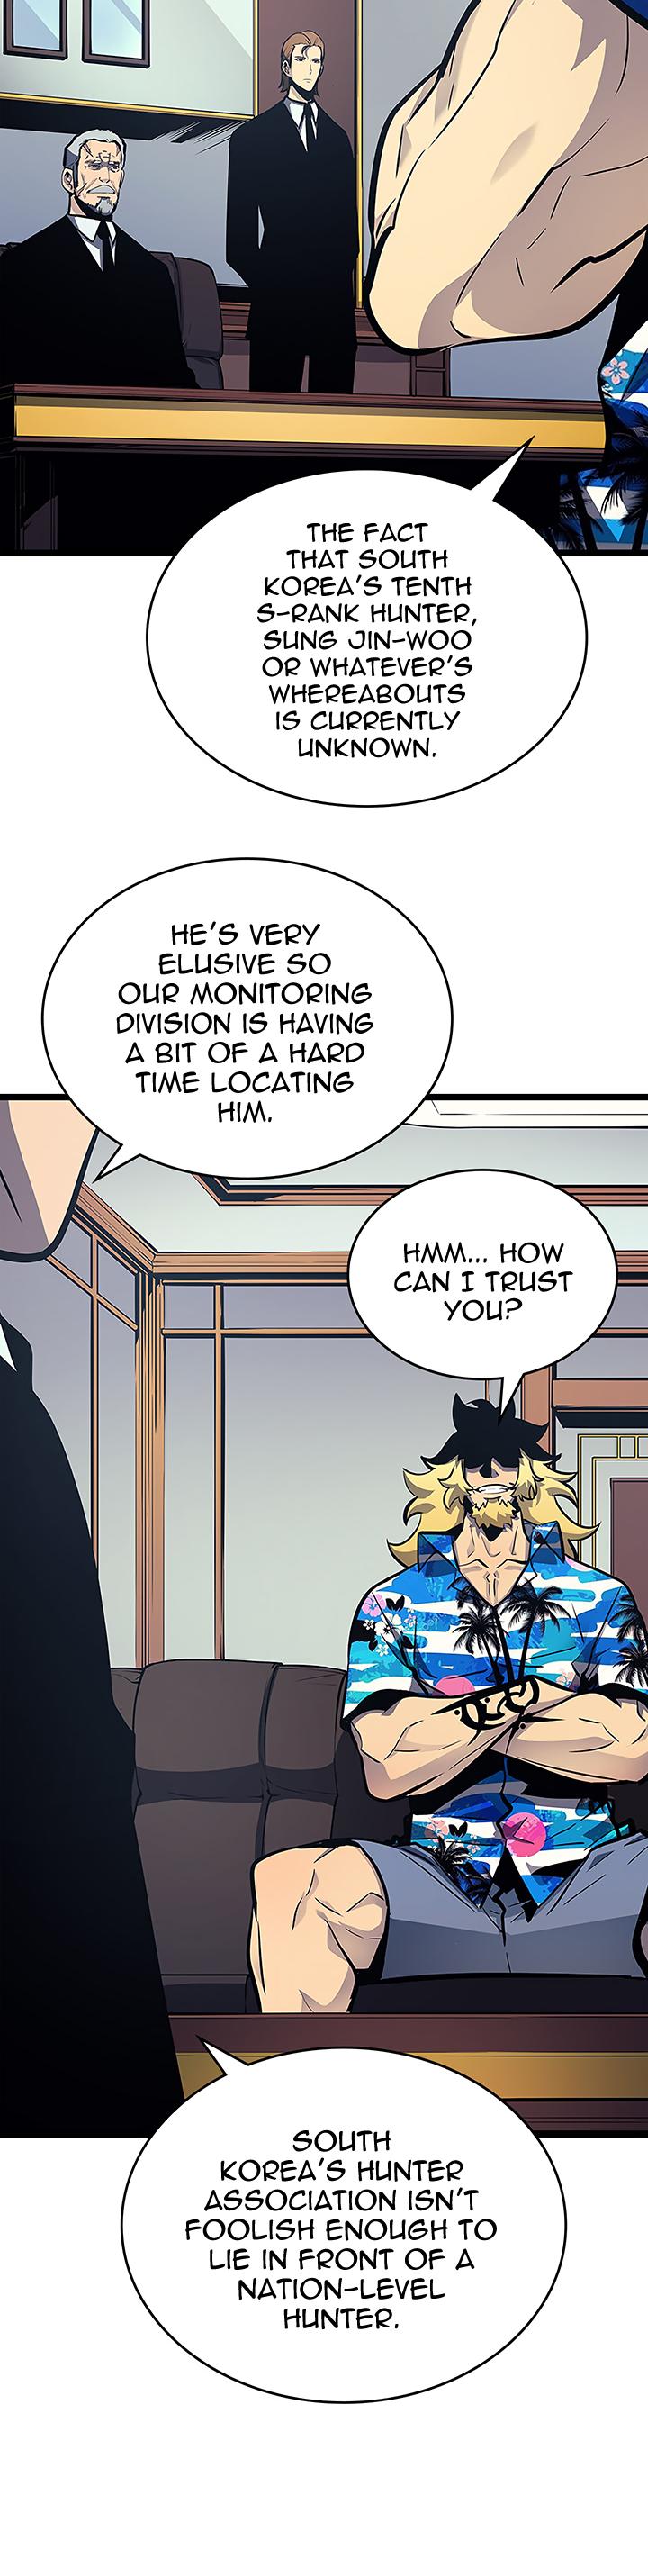 THE FACT
THAT SOUTH
KOREA'S TENTH
S-RANK HUNTER,
SUNG JIN-WOO
OR WHATEVER'S
WHEREABOUTS
IS CURRENTLY
UNKNOWN.
HE'S VERY
ELUSIVE SO
OUR MONITORING
DIVISION IS HAVING
A BIT OF A HARD
TIME LOCATING
HIM.
HMM... HOW
CAN I TRUST
YOU?
SOUTH
KOREA'S HUNTER
ASSOCIATION ISN'T
FOOLISH ENOUGH TO
LIE IN FRONT OF A
NATION-LEVEL
HUNTER.